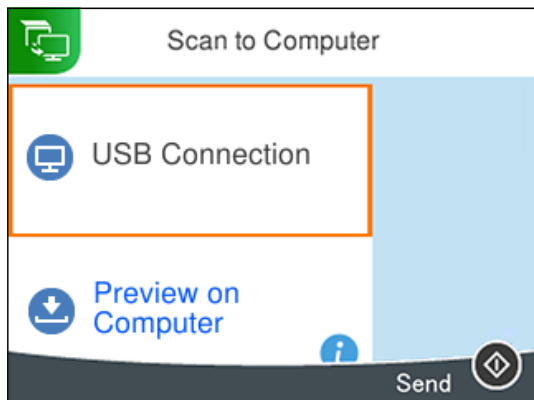 Scan to Computer
USB Connection
Preview on
Computer
i
Send